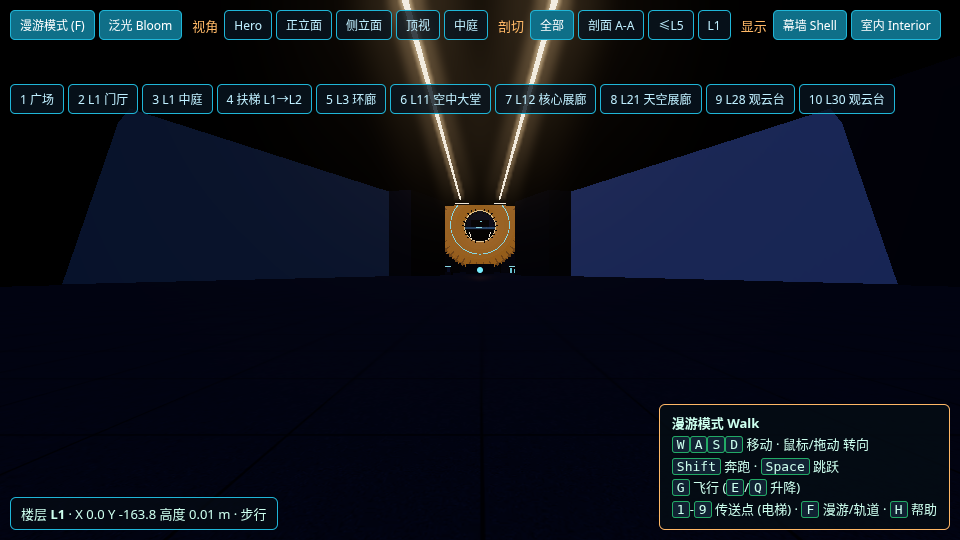 漫游模式 (F) 泛光 Bloom 视角 Hero 正立面 侧立面 顶视 中庭 剖切 全部 剖面 A-A ≤L5 L1 显示 幕墙 Shell 室内 Interior
1 广场 2 L1 门厅 3 L1 中庭 4 扶梯 L1→L2 5 L3 环廊 6 L11 空中大堂 7 L12 核心展廊 8 L21 天空展廊 9 L28 观云台 10 L30 观云台
漫游模式 Walk
W A S D 移动 · 鼠标/拖动 转向
Shift 奔跑 · Space 跳跃
G 飞行 (E/Q 升降)
1-9 传送点 (电梯) · F 漫游/轨道 · H 帮助
楼层 L1 · X 0.0 Y -163.8 高度 0.01 m · 步行